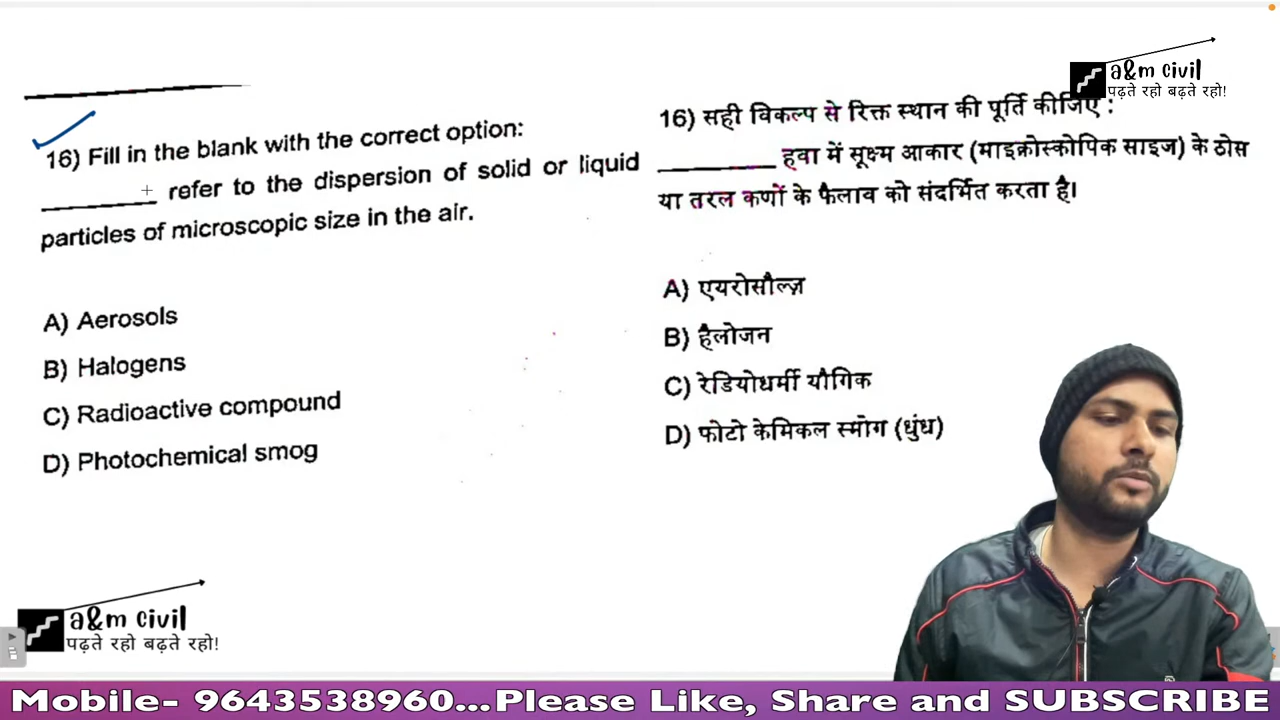 a&m civil
पढ़ते रहो बढ़ते रहो!
16) Fill in the blank with the correct option:
__________ refer to the dispersion of solid or liquid
particles of microscopic size in the air.
A) Aerosols
B) Halogens
C) Radioactive compound
D) Photochemical smog
16) सही विकल्प से रिक्त स्थान की पूर्ति कीजिए :
__________ हवा में सूक्ष्म आकार (माइक्रोस्कोपिक साइज) के ठोस
या तरल कणों के फैलाव को संदर्भित करता है।
A) एयरोसौल्ज़
B) हैलोजन
C) रेडियोधर्मी यौगिक
D) फोटो केमिकल स्मोग (धुंध)
a&m civil
पढ़ते रहो बढ़ते रहो!
Mobile- 9643538960...Please Like, Share and SUBSCRIBE